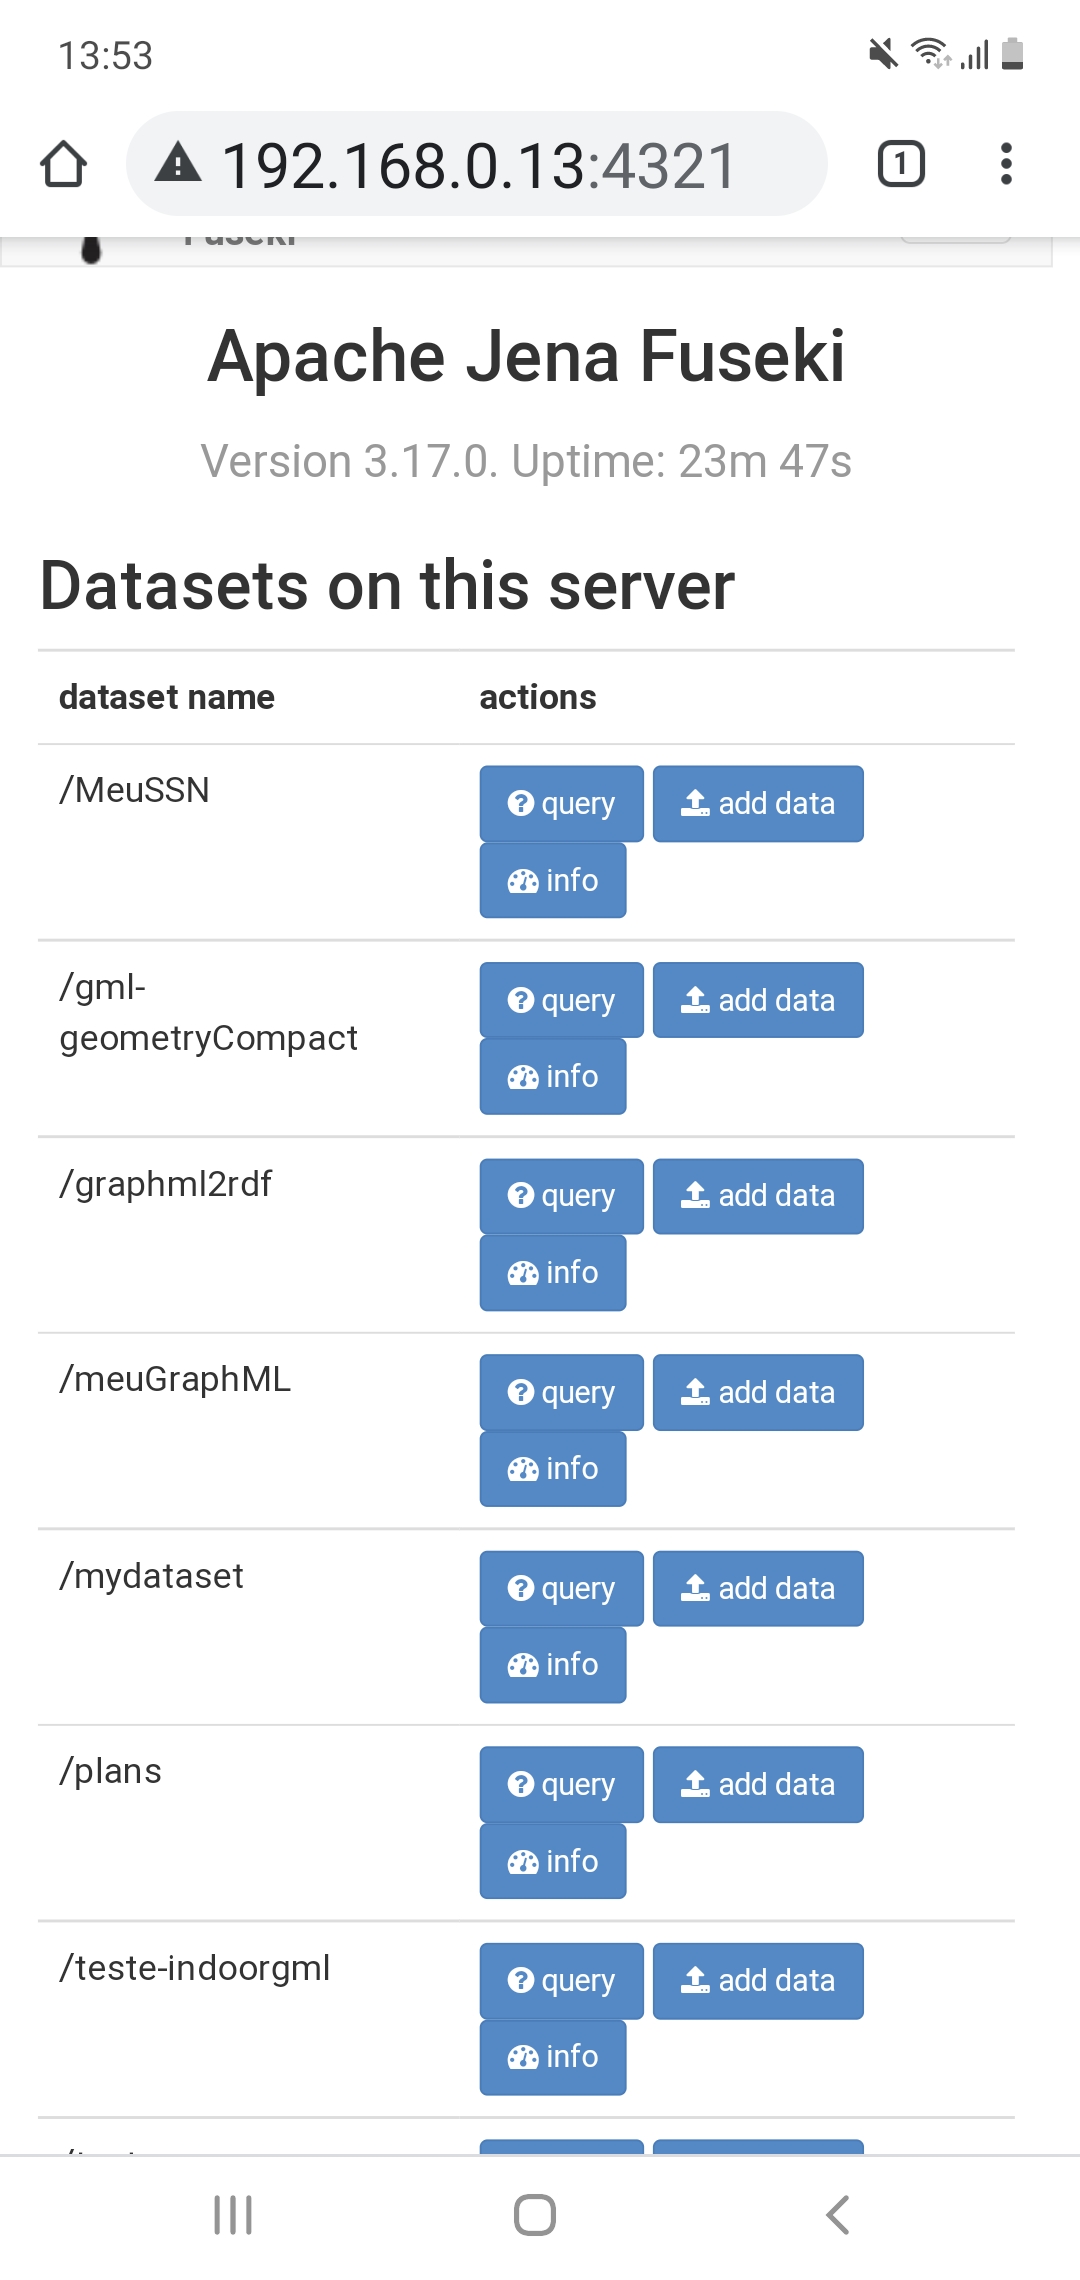 13:53
192.168.0.13:4321
1
Fuseki
Apache Jena Fuseki
Version 3.17.0. Uptime: 23m 47s
Datasets on this server
dataset name actions
/MeuSSN query add data
info
/gml-
geometryCompact query add data
info
/graphml2rdf query add data
info
/meuGraphML query add data
info
/mydataset query add data
info
/plans query add data
info
/teste-indoorgml query add data
info